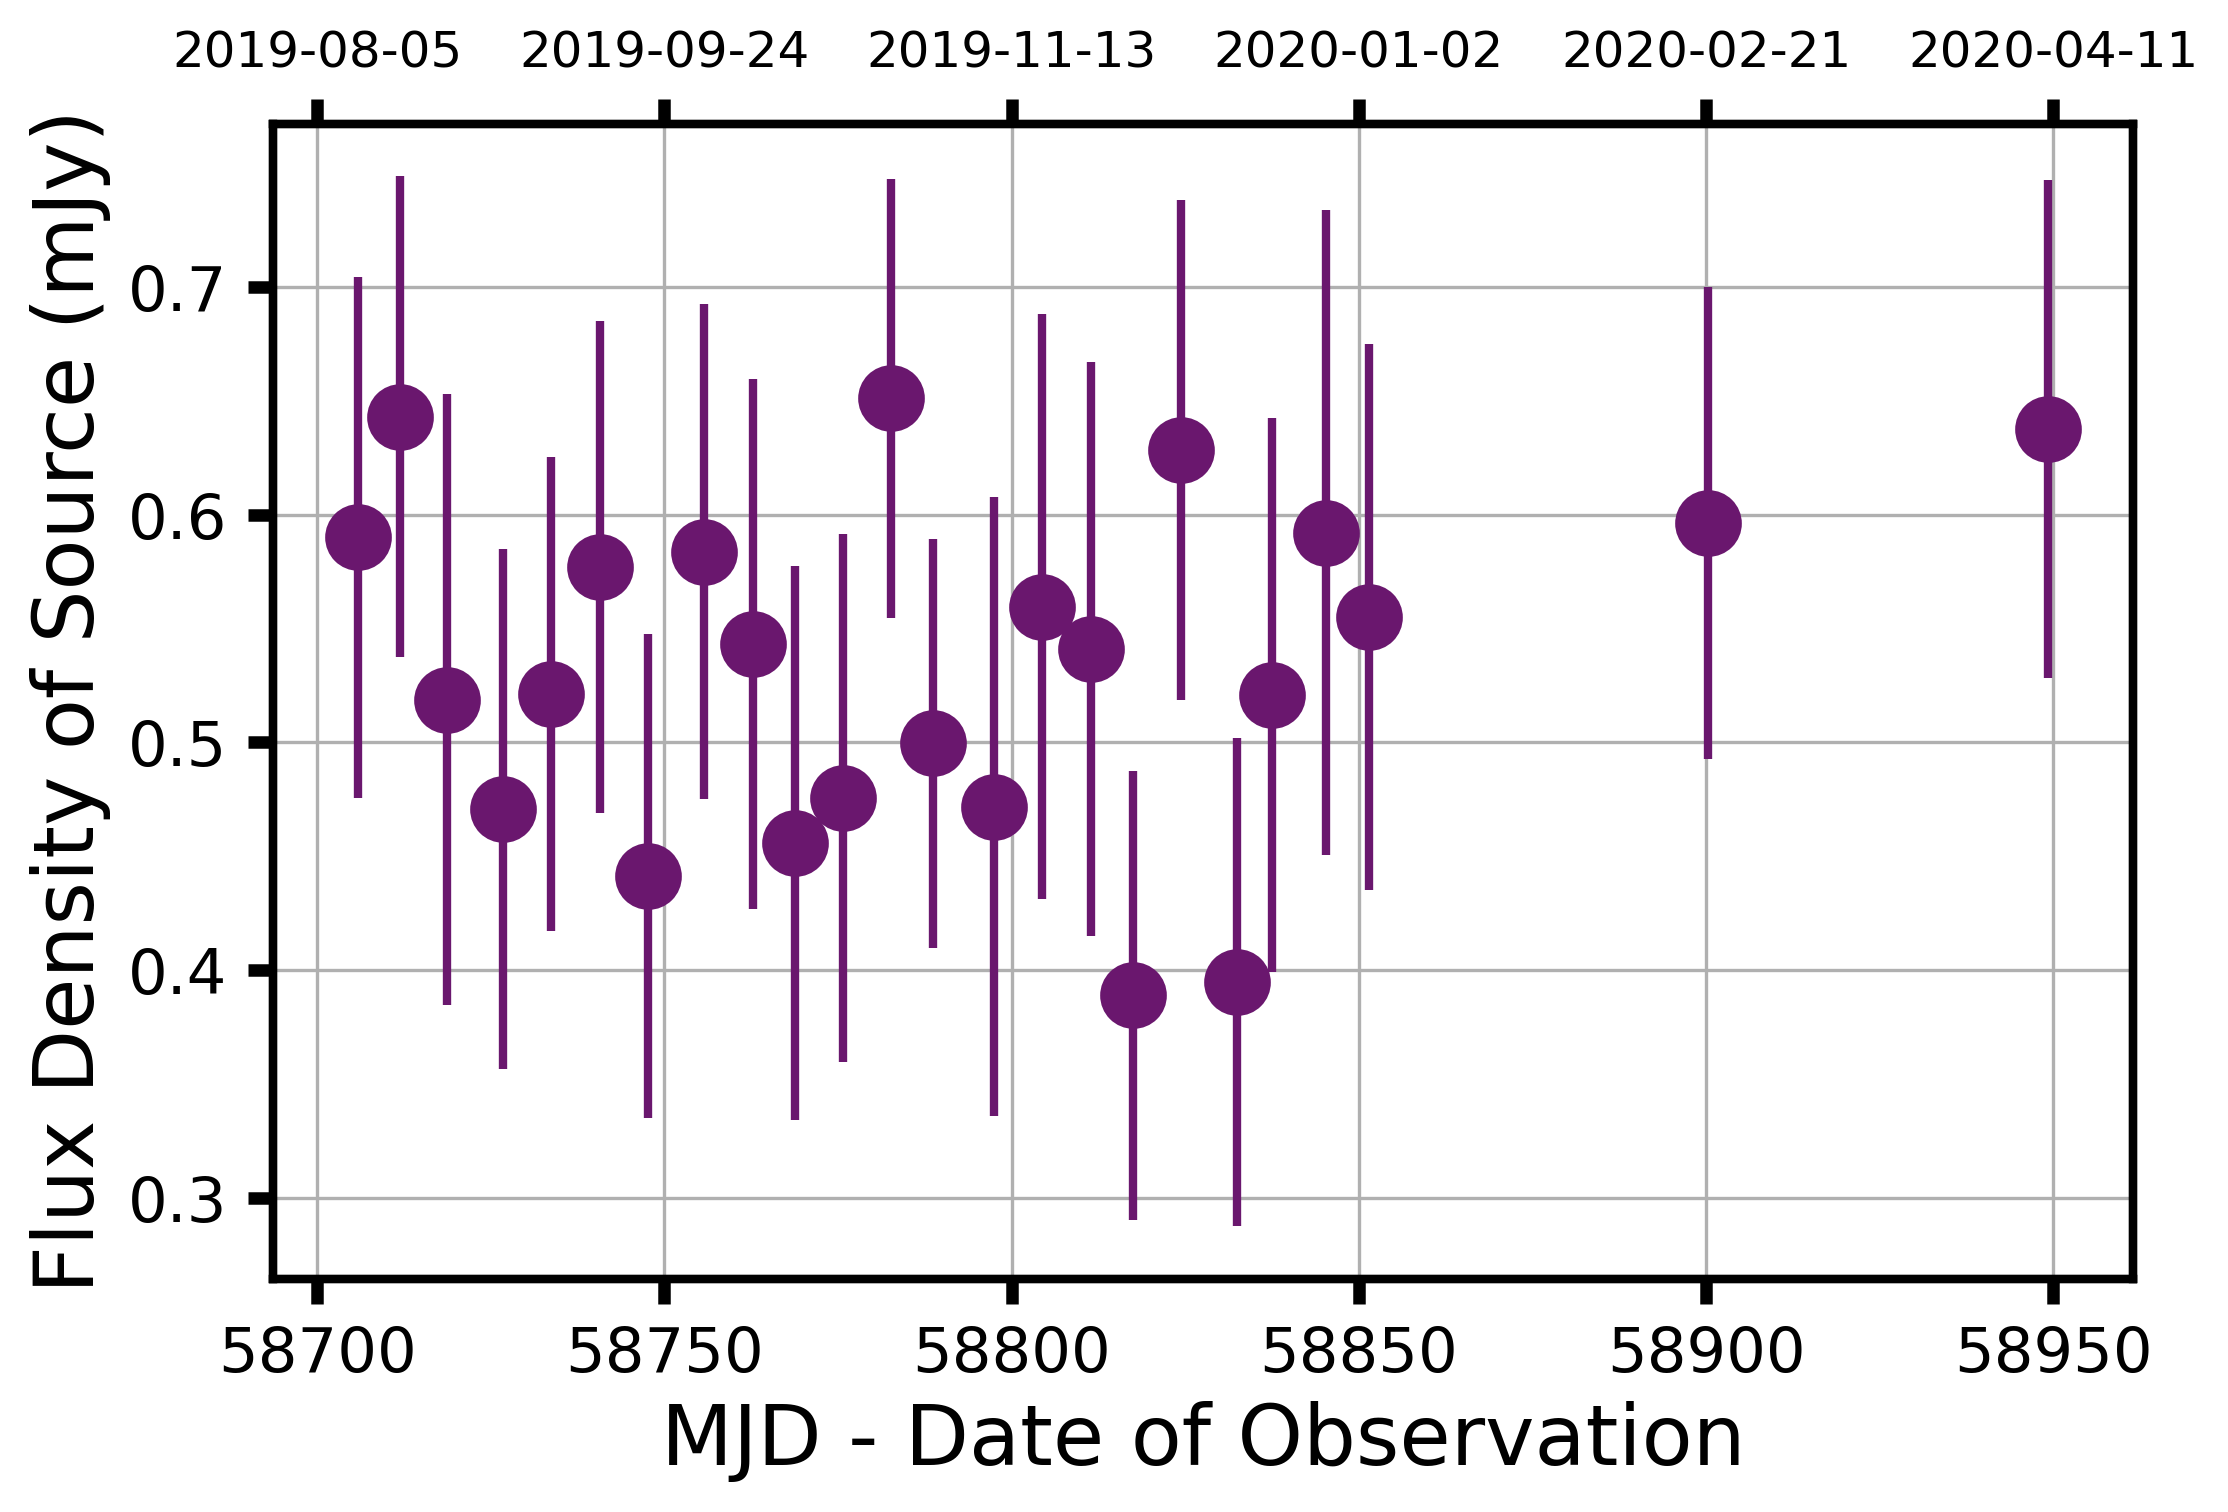 2019-08-05 2019-09-24 2019-11-13 2020-01-02 2020-02-21 2020-04-11
Flux Density of Source (mJy)
0.7
0.6
0.5
0.4
0.3
58700 58750 58800 58850 58900 58950
MJD - Date of Observation